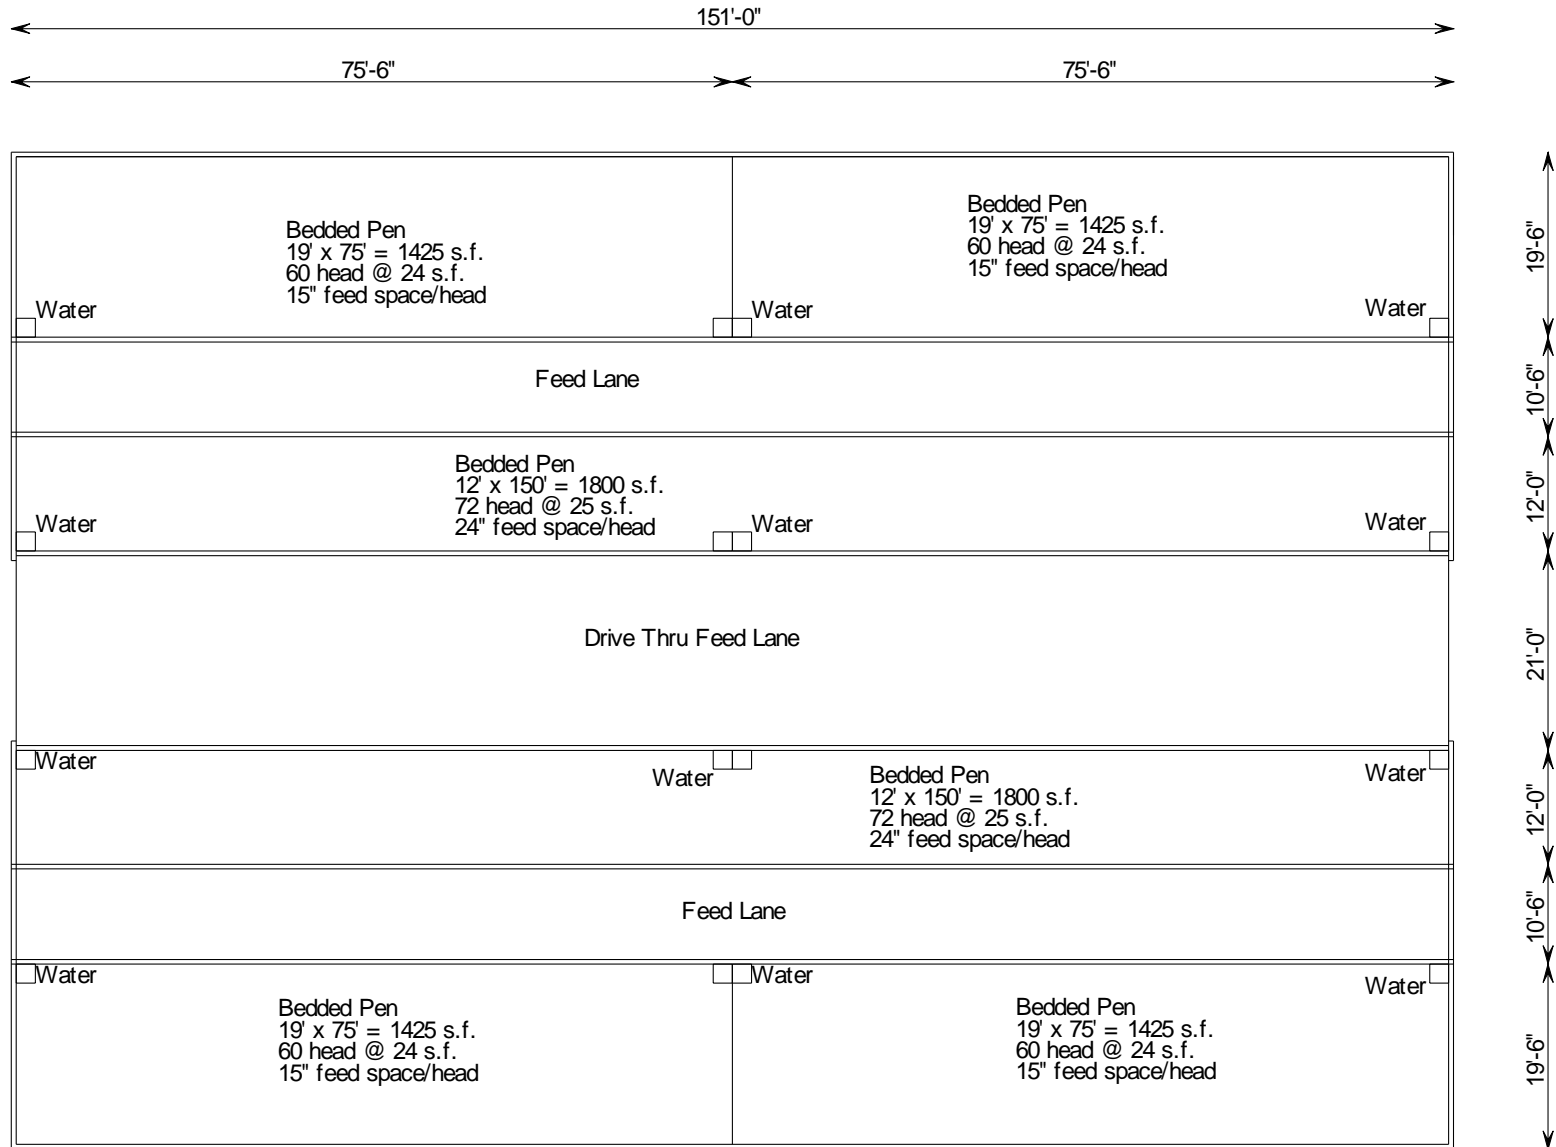 151'-0"
75'-6"
75'-6"
Bedded Pen
19' x 75' = 1425 s.f.
60 head @ 24 s.f.
15" feed space/head
Bedded Pen
19' x 75' = 1425 s.f.
60 head @ 24 s.f.
15" feed space/head
19'-6"
Water
Water
Water
Feed Lane
10'-6"
Bedded Pen
12' x 150' = 1800 s.f.
72 head @ 25 s.f.
24" feed space/head
12'-0"
Water
Water
Water
Drive Thru Feed Lane
21'-0"
Water
Water
Water
Bedded Pen
12' x 150' = 1800 s.f.
72 head @ 25 s.f.
24" feed space/head
12'-0"
Feed Lane
10'-6"
Water
Water
Water
Bedded Pen
19' x 75' = 1425 s.f.
60 head @ 24 s.f.
15" feed space/head
Bedded Pen
19' x 75' = 1425 s.f.
60 head @ 24 s.f.
15" feed space/head
19'-6"